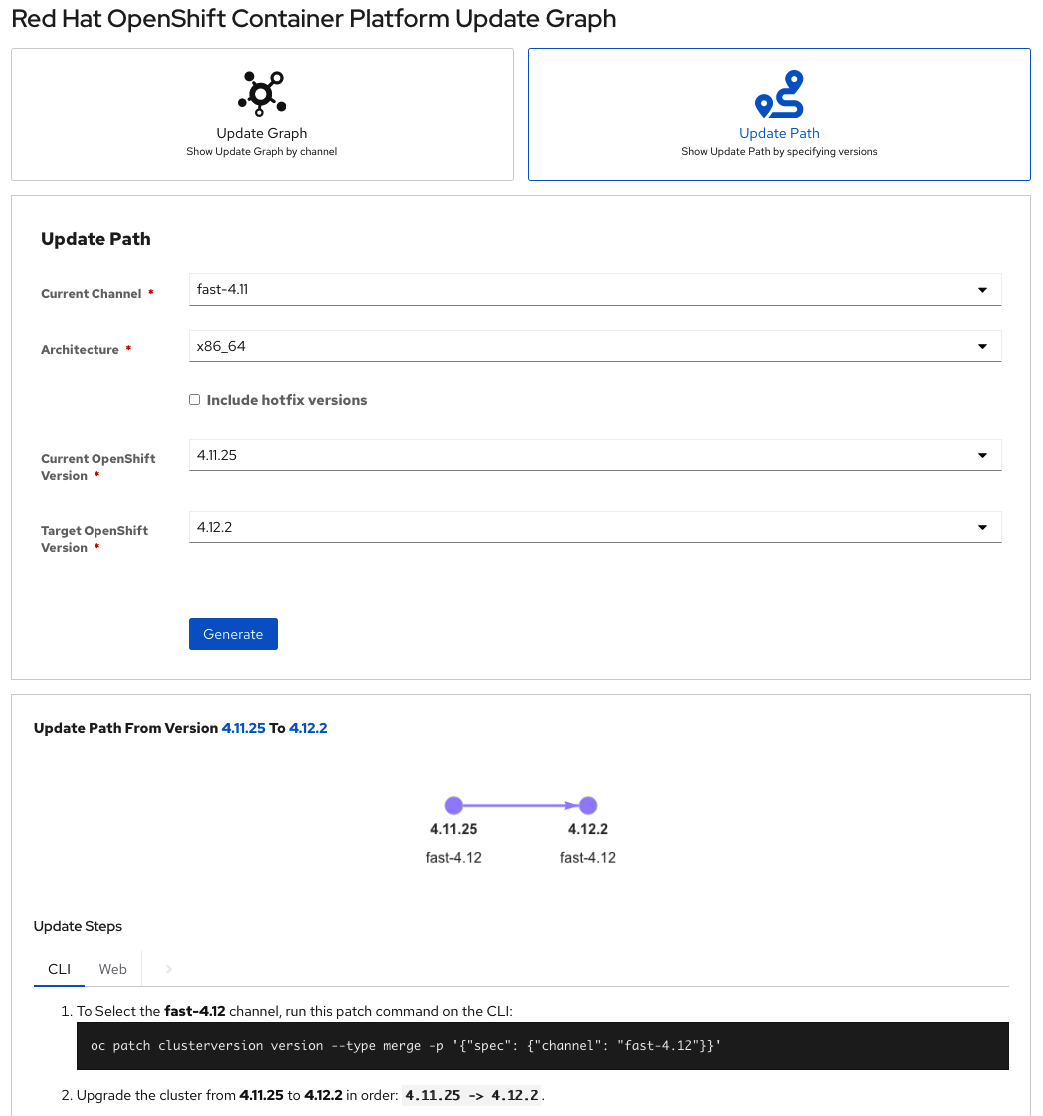 Red Hat OpenShift Container Platform Update Graph
Update Graph
Show Update Graph by channel
Update Path
Show Update Path by specifying versions
Update Path
Current Channel *
fast-4.11
Architecture *
x86_64
Include hotfix versions
Current OpenShift
Version *
4.11.25
Target OpenShift
Version *
4.12.2
Generate
Update Path From Version 4.11.25 To 4.12.2
4.11.25
4.12.2
fast-4.12
fast-4.12
Update Steps
CLI
Web
1. To Select the fast-4.12 channel, run this patch command on the CLI:
oc patch clusterversion version --type merge -p '{"spec": {"channel": "fast-4.12"}}'
2. Upgrade the cluster from 4.11.25 to 4.12.2 in order: 4.11.25 -> 4.12.2.